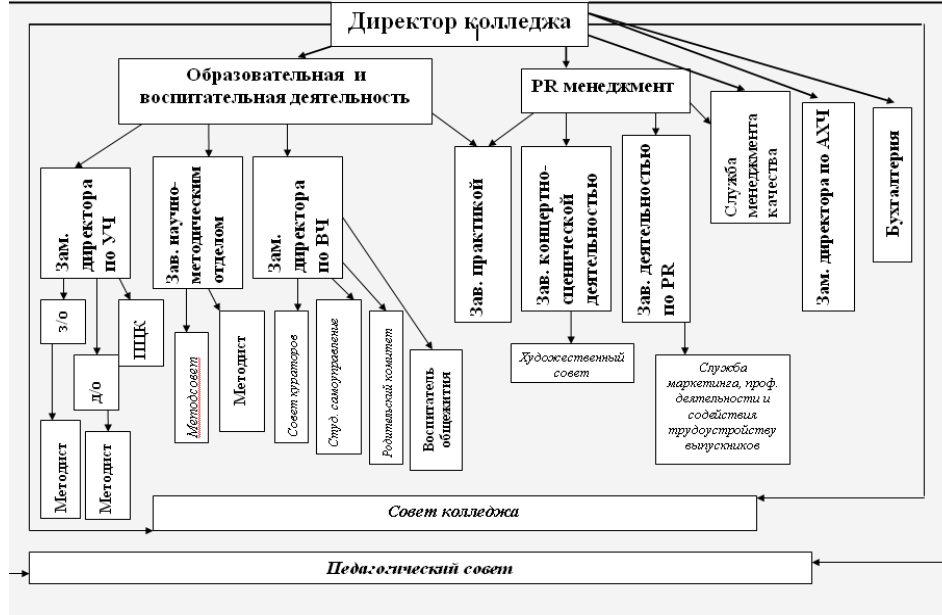 Директор колледжа
Образовательная и
воспитательная деятельность
PR менеджмент
Зам.
директора
по УЧ
Зав. научно-
методическим
отделом
Зам.
директора
по ВЧ
Зав. практикой
Зав. концертно-
сценической
деятельностью
Зав. деятельностью
по PR
Служба
менеджмента
качества
Зам. директора по АХЧ
Бухгалтерия
з/о
д/о
ПЦК
Методист
Методист
Методсовет
Методист
Совет кураторов
Студ. самоуправление
Родительский комитет
Воспитатель
общежития
Художественный
совет
Служба
маркетинга, проф.
деятельности и
содействия
трудоустройству
выпускников
Совет колледжа
Педагогический совет